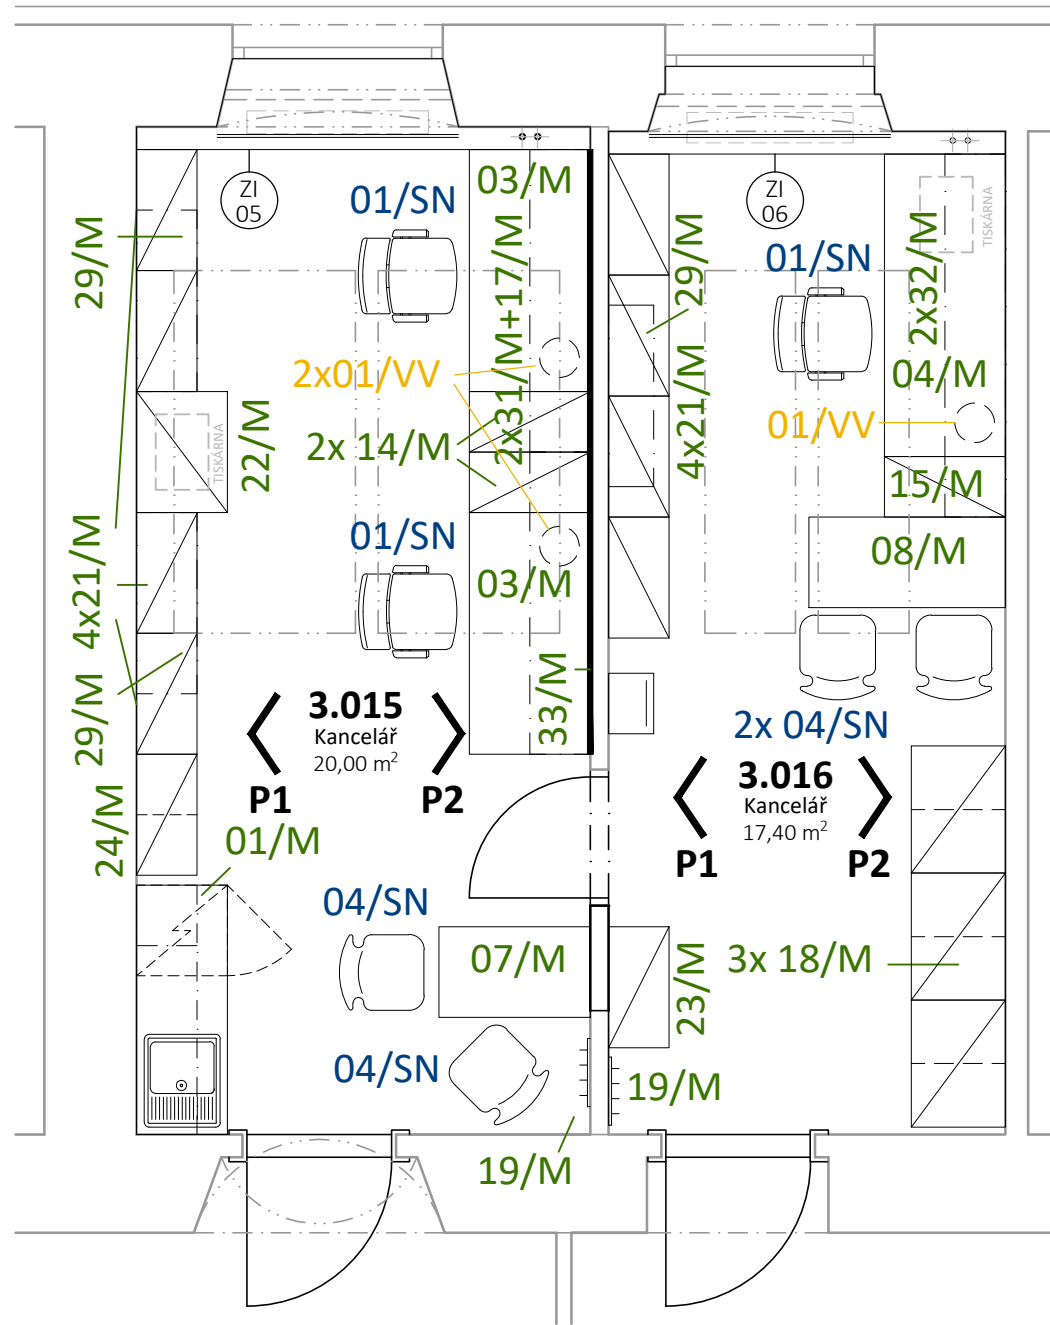 ZI
05
03/M
01/SN
29/M
2x31/M+17/M
2x01/VV
22/M
TISKÁRNA
2x 14/M
01/SN
03/M
4x21/M
29/M
33/M
3.015
Kancelář
20,00 m²
P1
P2
24/M
01/M
04/SN
07/M
04/SN
19/M
ZI
06
TISKÁRNA
29/M
01/SN
2x32/M
04/M
4x21/M
01/VV
15/M
08/M
2x 04/SN
3.016
Kancelář
17,40 m²
P1
P2
3x 18/M
23/M
19/M